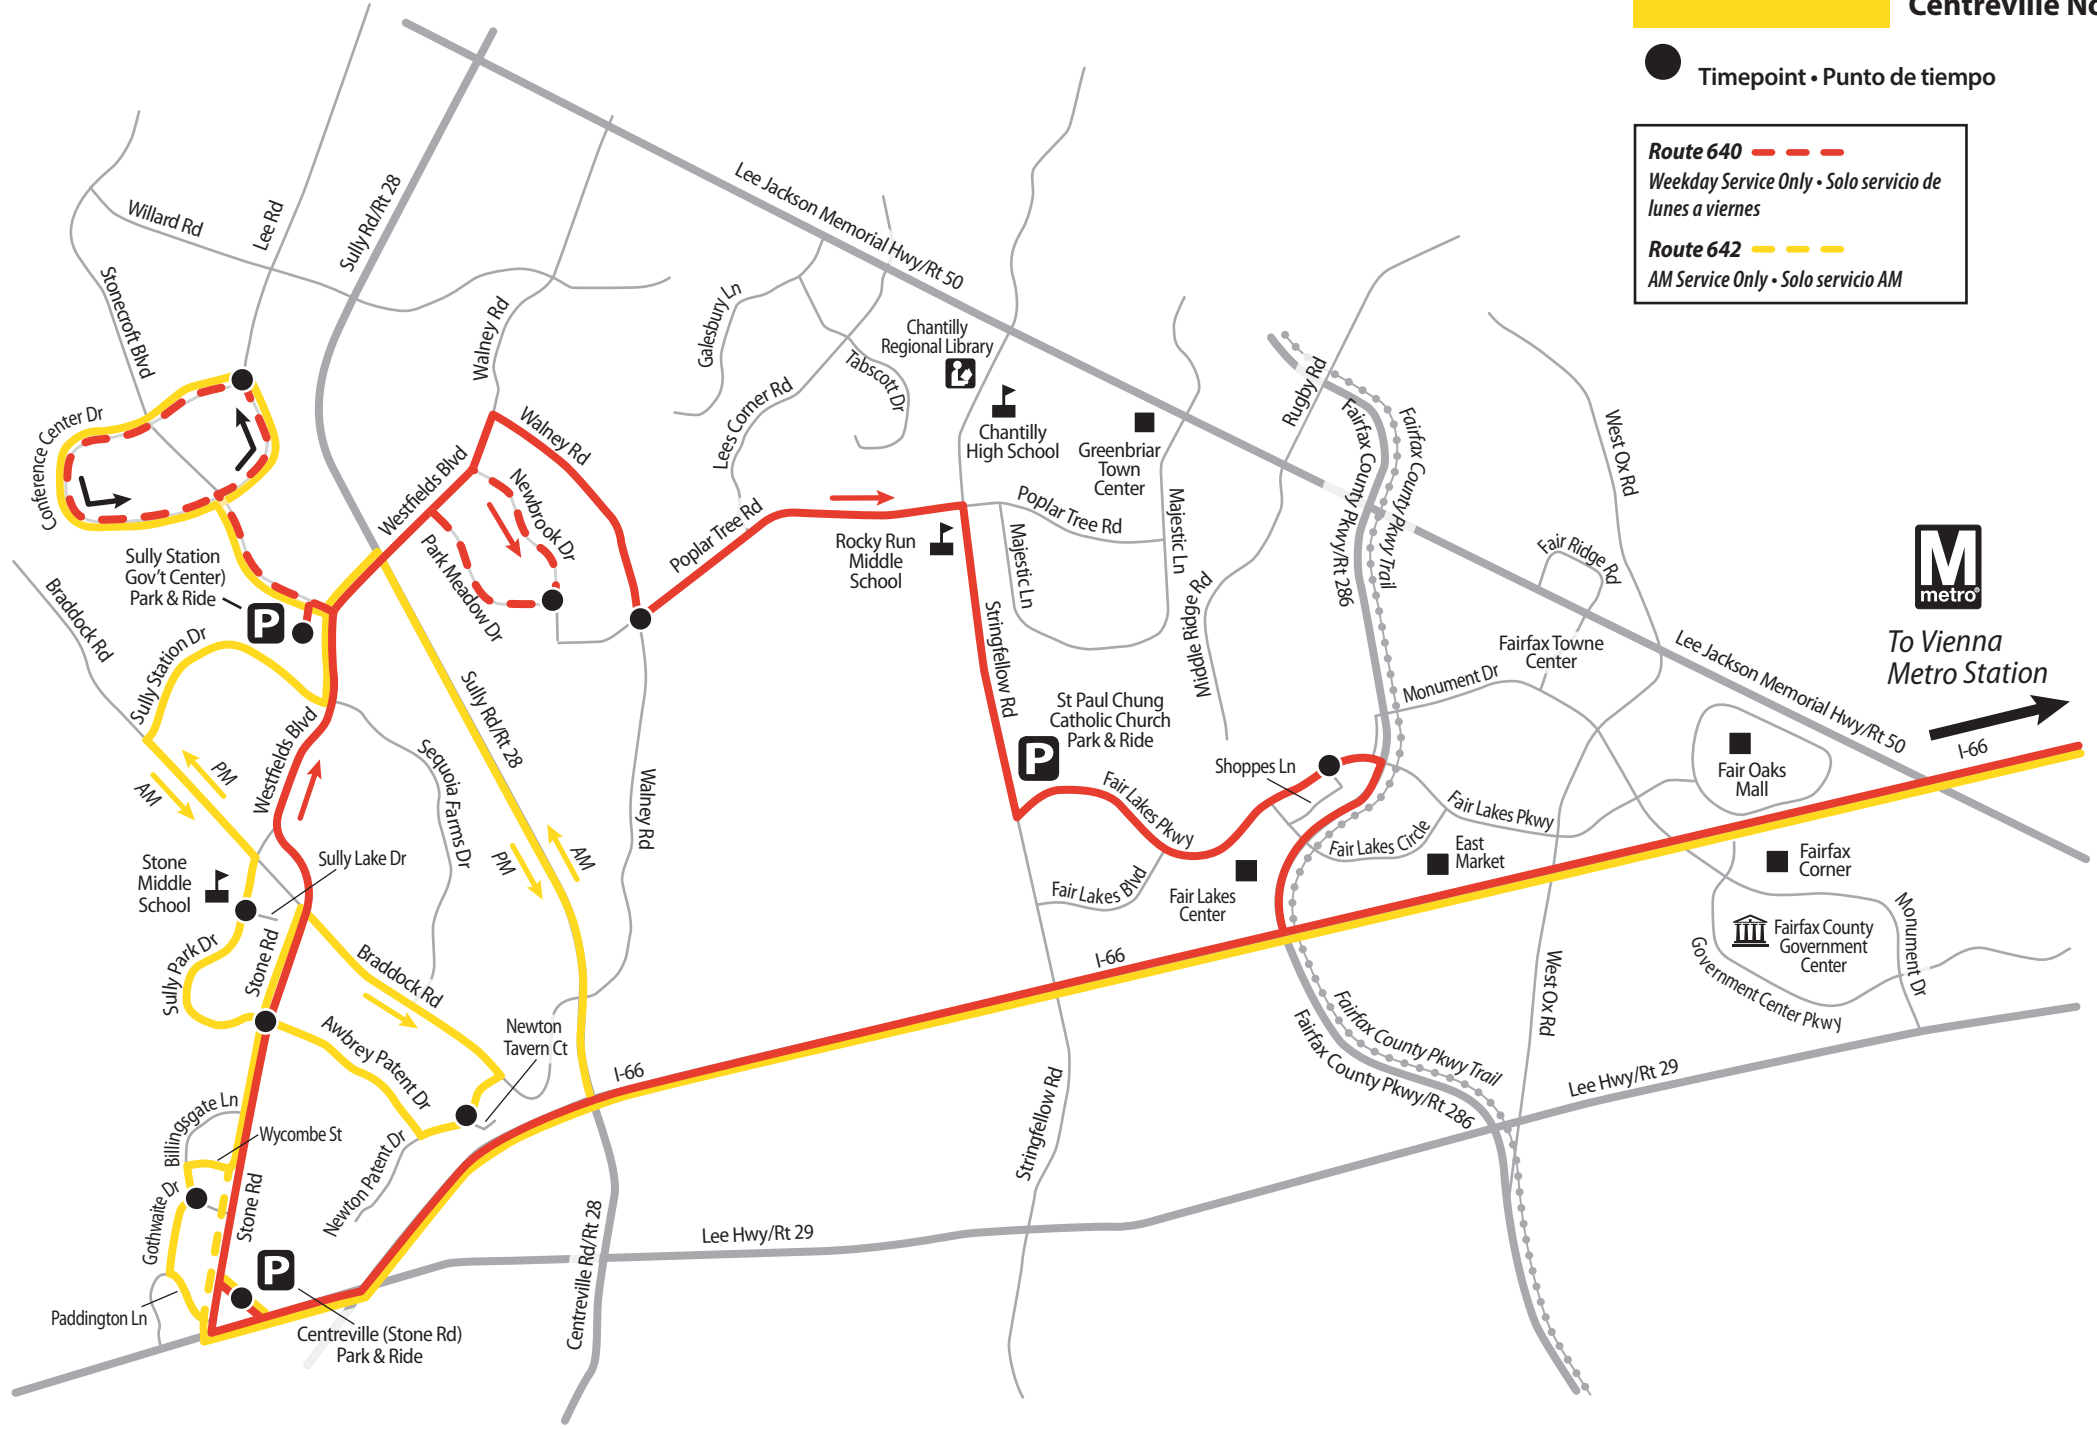 Centreville No
Timepoint • Punto de tiempo
Route 640
Weekday Service Only • Solo servicio de
lunes a viernes
Route 642
AM Service Only • Solo servicio AM
Willard Rd
Lee Rd
Sully Rd/Rt 28
Lee Jackson Memorial Hwy/Rt 50
Stonecroft Blvd
Walney Rd
Galesbury Ln
Tabscott Dr
Lees Corner Rd
Chantilly
Regional Library
Chantilly
High School
Greenbriar
Town
Center
Rugby Rd
Fairfax County Pkwy/Rt 286
Fairfax County Pkwy Trail
West Ox Rd
Conference Center Dr
Westfields Blvd
Walney Rd
Newbrook Dr
Park Meadow Dr
Poplar Tree Rd
Rocky Run
Middle
School
Poplar Tree Rd
Majestic Ln
Majestic Ln
Middle Ridge Rd
Middle Ridge
Fair Ridge Rd
M
metro®
To Vienna
Metro Station
Sully Station
Gov't Center)
Park & Ride
P
Braddock Rd
Sully Station Dr
Sully Rd/Rt 28
Stringfellow Rd
St Paul Chung
Catholic Church
Park & Ride
P
Monument Dr
Fairfax Towne
Center
Lee Jackson Memorial Hwy/Rt 50
I-66
Shoppes Ln
Fair Lakes Pkwy
Fair Lakes Pkwy
Fair Lakes Circle
Fair Oaks
Mall
East
Market
Fairfax
Corner
Fair Lakes Blvd
Fair Lakes
Center
AM
PM
Westfields Blvd
Sequoia Farms Dr
Walney Rd
PM
AM
Stone
Middle
School
Sully Lake Dr
Sully Park Dr
Stone Rd
Braddock Rd
I-66
Fairfax County
Government
Center
Government Center Pkwy
Monument Dr
West Ox Rd
Awbrey Patent Dr
Newton
Tavern Ct
I-66
Fairfax County Pkwy Trail
Fairfax County Pkwy/Rt 286
Lee Hwy/Rt 29
Billingsgate Ln
Wycombe St
Newton Patent Dr
Stringfellow Rd
Gothwaite Dr
Stone Rd
Lee Hwy/Rt 29
Centreville Rd/Rt 28
P
Paddington Ln
Centreville (Stone Rd)
Park & Ride